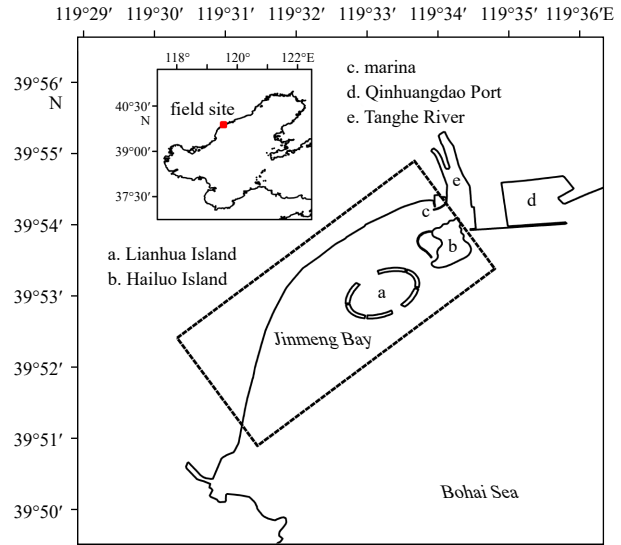 119°29′ 119°30′ 119°31′ 119°32′ 119°33′ 119°34′ 119°35′ 119°36′E
39°56′
N
39°55′
39°54′
39°53′
39°52′
39°51′
39°50′
118° 120° 122°E
40°30′
N
39°00′
37°30′
field site
c. marina
d. Qinhuangdao Port
e. Tanghe River
a. Lianhua Island
b. Hailuo Island
e
d
c
b
a
Jinmeng Bay
Bohai Sea